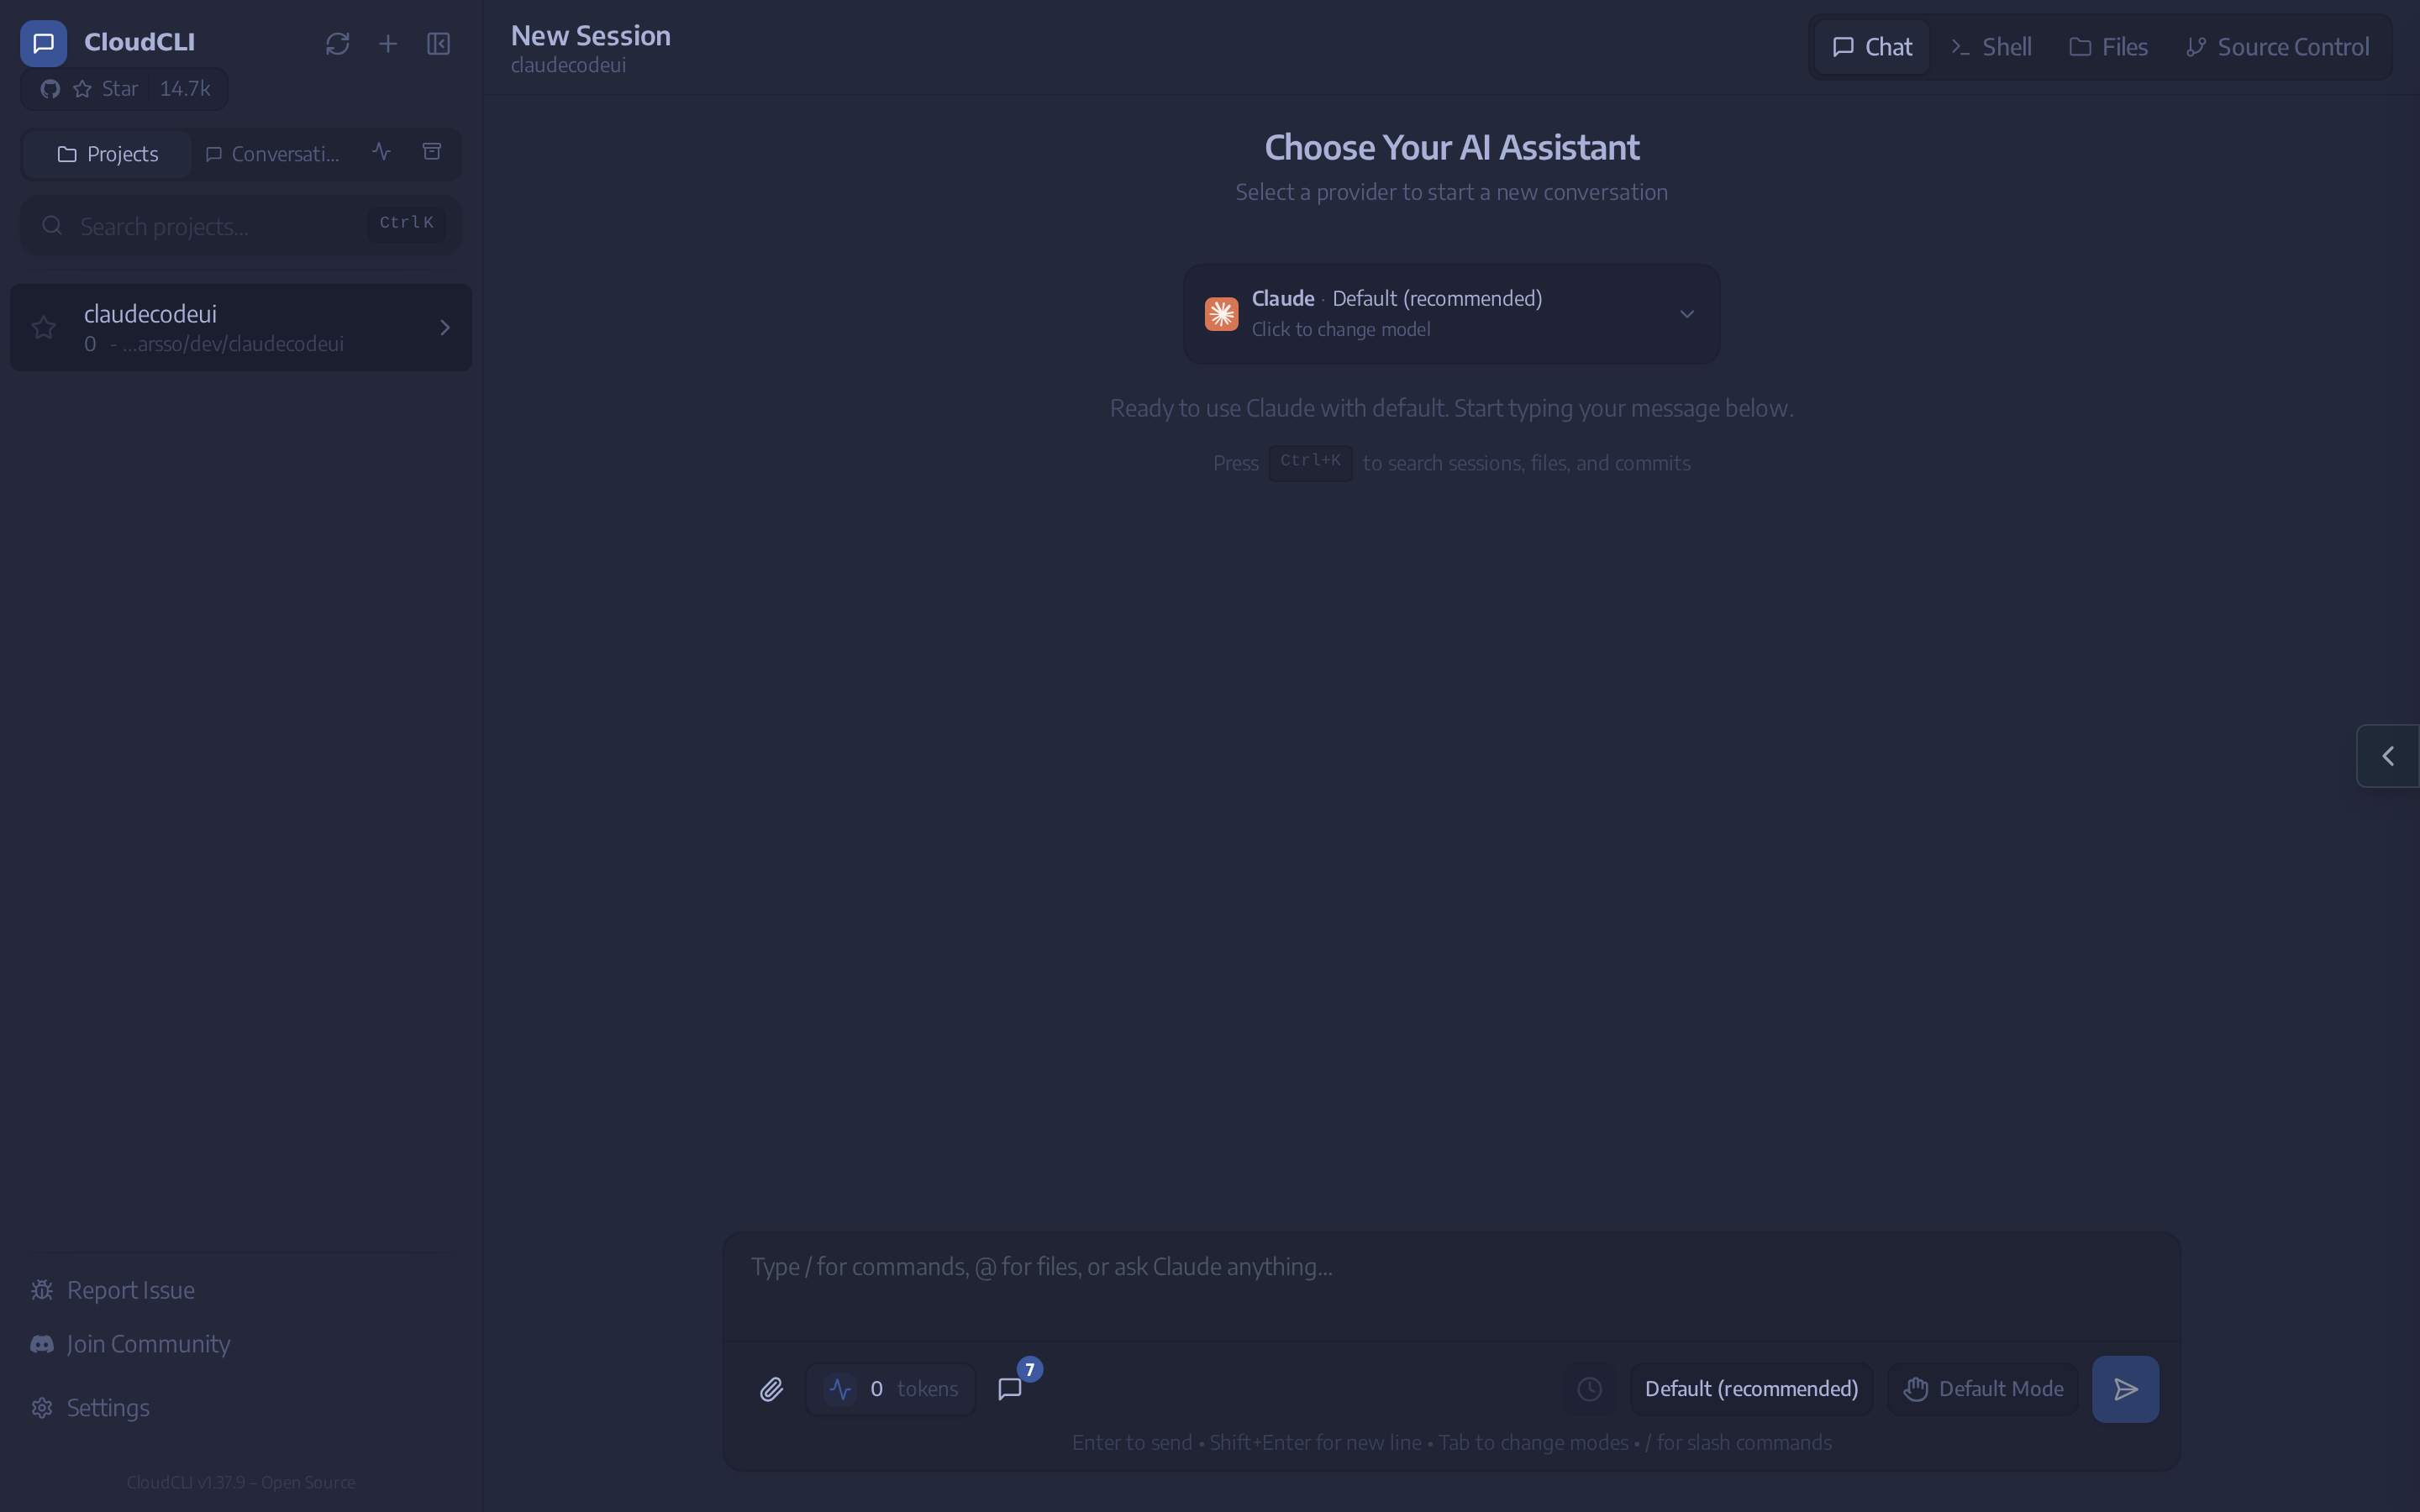 CloudCLI
Star 14.7k
Projects
Conversati...
Search projects...
Ctrl K
claudecodeui
0 - ...arsso/dev/claudecodeui
Report Issue
Join Community
Settings
CloudCLI v1.37.9 – Open Source
New Session
claudecodeui
Chat
Shell
Files
Source Control
Choose Your AI Assistant
Select a provider to start a new conversation
Claude · Default (recommended)
Click to change model
Ready to use Claude with default. Start typing your message below.
Press Ctrl+K to search sessions, files, and commits
Type / for commands, @ for files, or ask Claude anything...
0 tokens
7
Default (recommended)
Default Mode
Enter to send • Shift+Enter for new line • Tab to change modes • / for slash commands